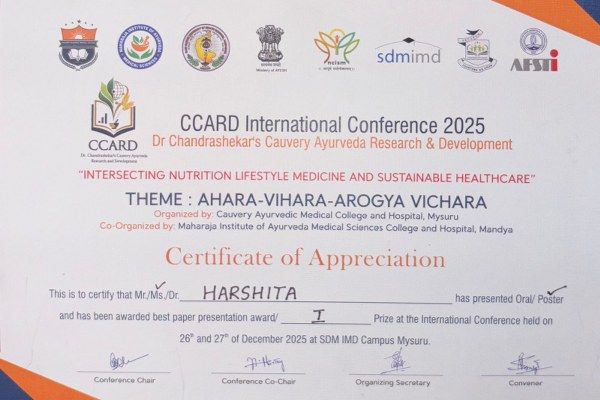 ncism
sdmimd
AFSTI
CCARD
Dr Chandrashekar's Cauvery Ayurveda
Research and Development
CCARD International Conference 2025
Dr Chandrashekar's Cauvery Ayurveda Research & Development
"INTERSECTING NUTRITION LIFESTYLE MEDICINE AND SUSTAINABLE HEALTHCARE"
THEME : AHARA-VIHARA-AROGYA VICHARA
Organized by: Cauvery Ayurvedic Medical College and Hospital, Mysuru
Co-Organized by: Maharaja Institute of Ayurveda Medical Sciences College and Hospital, Mandya
Certificate of Appreciation
This is to certify that Mr./Ms./Dr. HARSHITA has presented Oral/ Poster
and has been awarded best paper presentation award/ I Prize at the International Conference held on
26th and 27th of December 2025 at SDM IMD Campus Mysuru.
Conference Chair Conference Co-Chair Organizing Secretary Convener